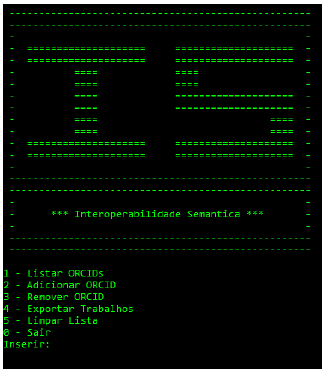 *** Interoperabilidade Semantica ***
1 - Listar ORCIDs
2 - Adicionar ORCID
3 - Remover ORCID
4 - Exportar Trabalhos
5 - Limpar Lista
0 - Sair
Inserir: